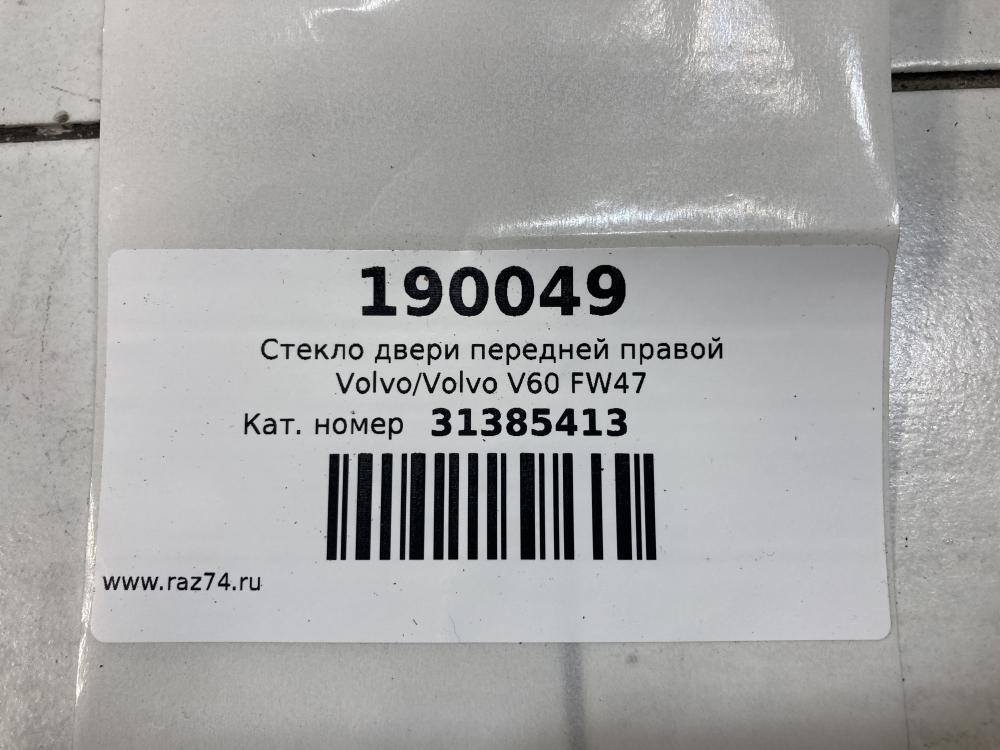 190049
Стекло двери передней правой
Volvo/Volvo V60 FW47
Кат. номер 31385413
www.raz74.ru